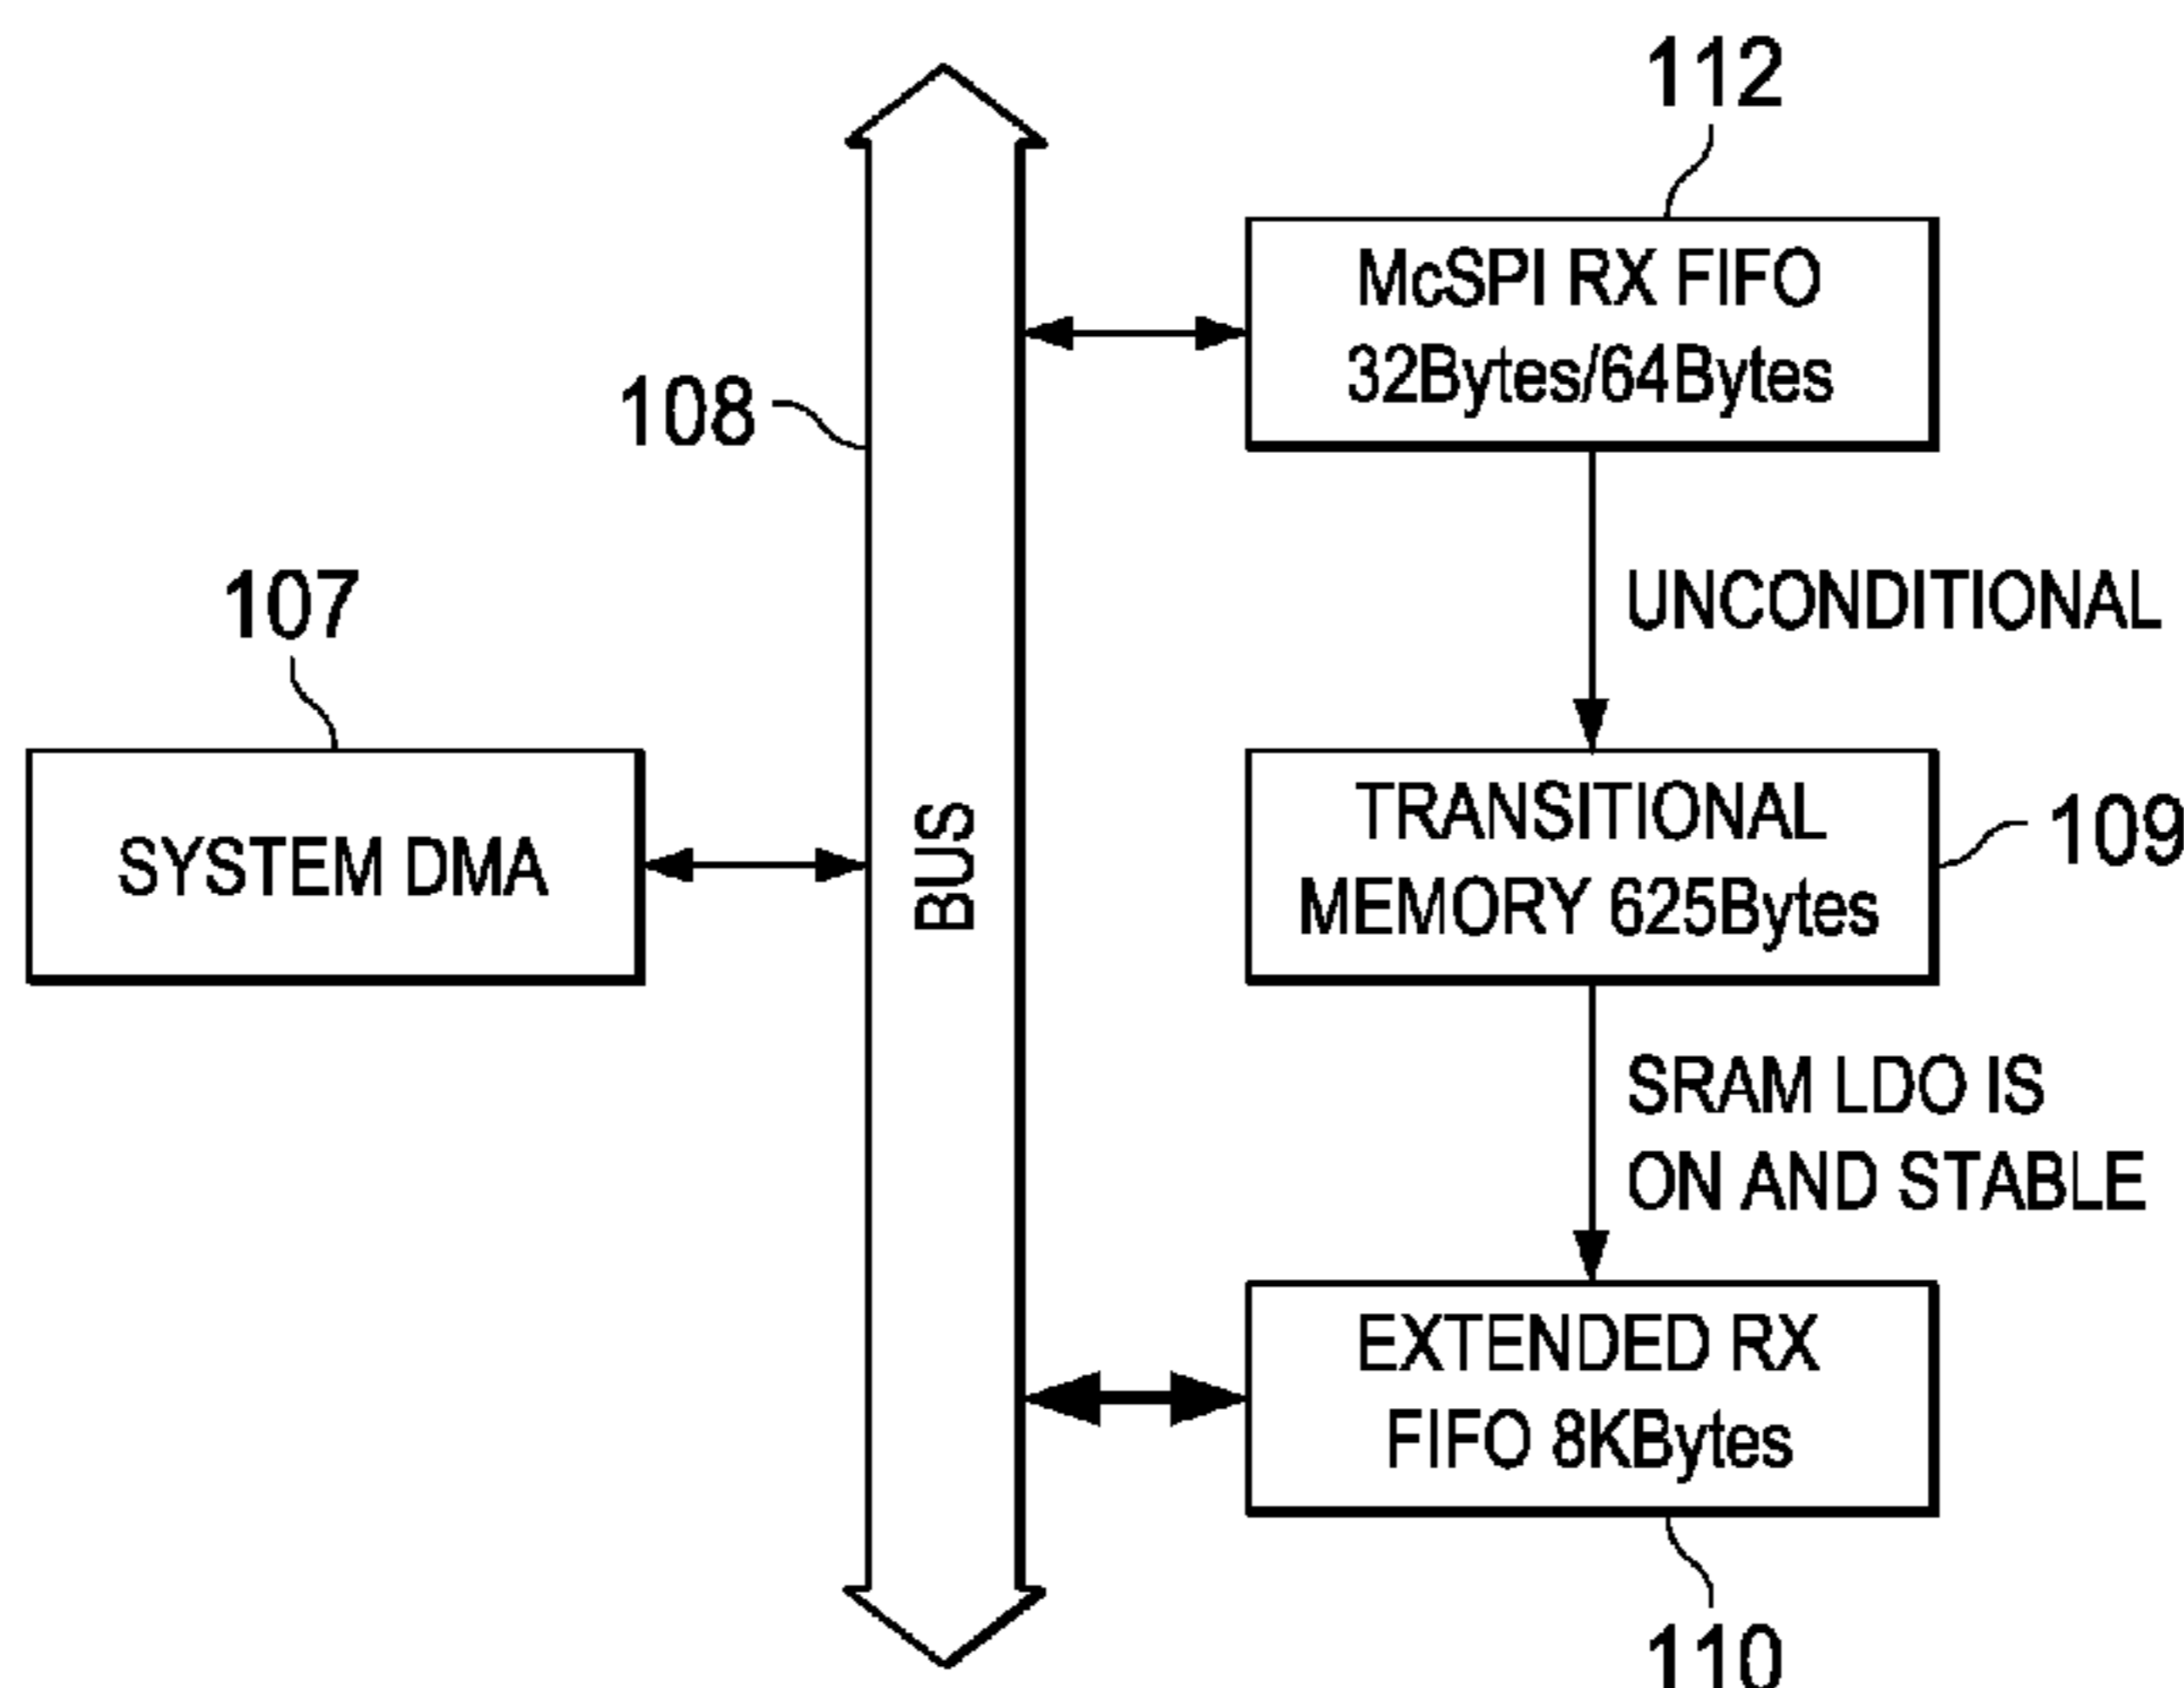 112
McSPI RX FIFO
32Bytes/64Bytes
108
UNCONDITIONAL
107
SYSTEM DMA
BUS
TRANSITIONAL
MEMORY 625Bytes
109
SRAM LDO IS
ON AND STABLE
EXTENDED RX
FIFO 8KBytes
110